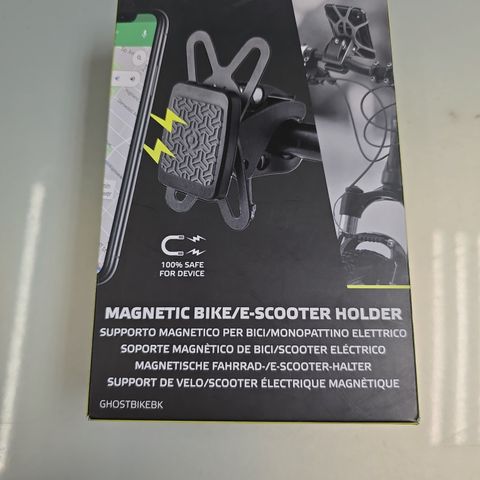 100% SAFE
FOR DEVICE
MAGNETIC BIKE/E-SCOOTER HOLDER
SUPPORTO MAGNETICO PER BICI/MONOPATTINO ELETTRICO
SOPORTE MAGNÈTICO DE BICI/SCOOTER ELÉCTRICO
MAGNETISCHE FAHRRAD-/E-SCOOTER-HALTER
SUPPORT DE VELO/SCOOTER ÉLECTRIQUE MAGNÉTIQUE
GHOSTBIKEBK